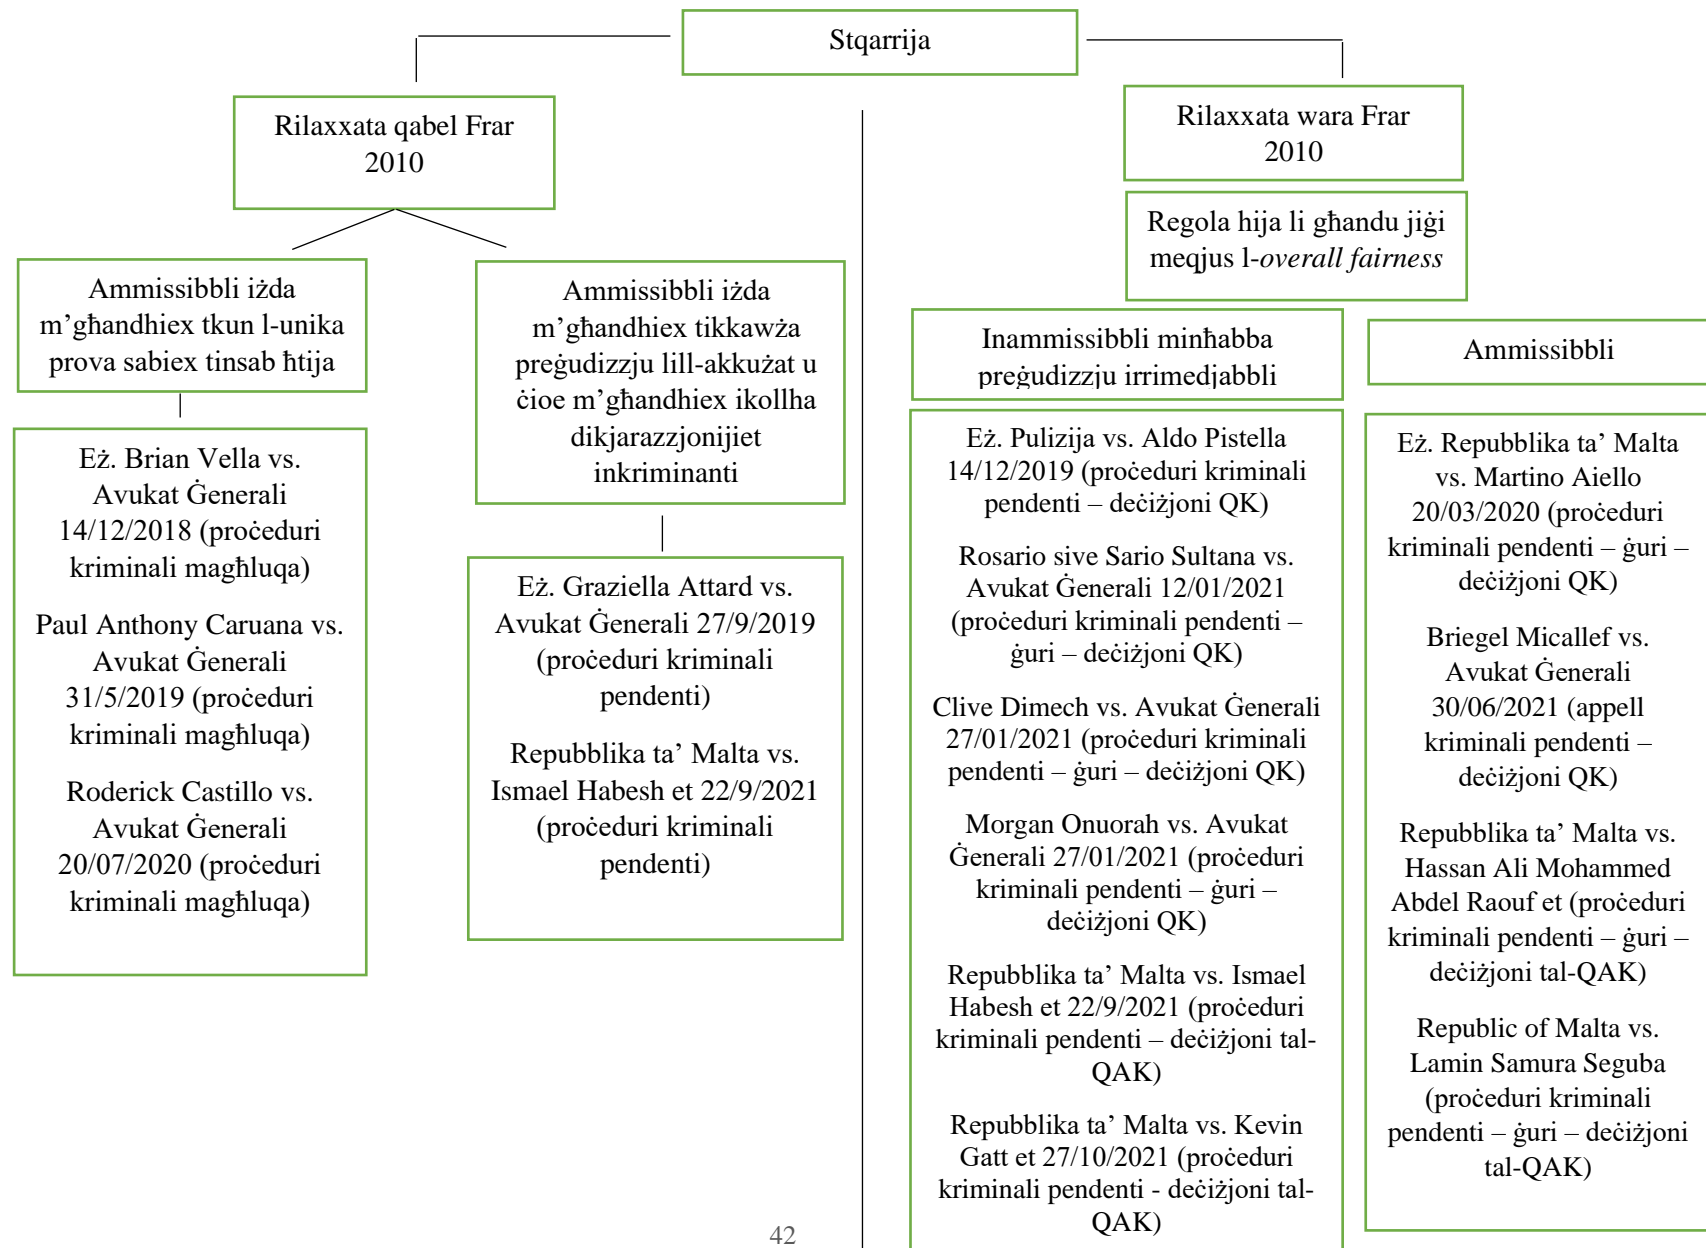 Stqarrija
Rilaxxata qabel Frar
2010
Ammissibbli iżda
m’għandhiex tkun l-unika
prova sabiex tinsab ħtija
Eż. Brian Vella vs.
Avukat Ġenerali
14/12/2018 (proċeduri
kriminali magħluqa)
Paul Anthony Caruana vs.
Avukat Ġenerali
31/5/2019 (proċeduri
kriminali magħluqa)
Roderick Castillo vs.
Avukat Ġenerali
20/07/2020 (proċeduri
kriminali magħluqa)
Ammissibbli iżda
m’għandhiex tikkawża
preġudizzju lill-akkużat u
ċioe m’għandhiex ikollha
dikjarazzjonijiet
inkriminanti
Eż. Graziella Attard vs.
Avukat Ġenerali 27/9/2019
(proċeduri kriminali
pendenti)
Repubblika ta’ Malta vs.
Ismael Habesh et 22/9/2021
(proċeduri kriminali
pendenti)
Rilaxxata wara Frar
2010
Regola hija li għandu jiġi
meqjus l-overall fairness
Inammissibbli minħabba
preġudizzju irrimedjabbli
Eż. Pulizija vs. Aldo Pistella
14/12/2019 (proċeduri kriminali
pendenti – deċiżjoni QK)
Rosario sive Sario Sultana vs.
Avukat Ġenerali 12/01/2021
(proċeduri kriminali pendenti –
ġuri – deċiżjoni QK)
Clive Dimech vs. Avukat Ġenerali
27/01/2021 (proċeduri kriminali
pendenti – ġuri – deċiżjoni QK)
Morgan Onuorah vs. Avukat
Ġenerali 27/01/2021 (proċeduri
kriminali pendenti – ġuri –
deċiżjoni QK)
Repubblika ta’ Malta vs. Ismael
Habesh et 22/9/2021 (proċeduri
kriminali pendenti – deċiżjoni tal-
QAK)
Repubblika ta’ Malta vs. Kevin
Gatt et 27/10/2021 (proċeduri
kriminali pendenti - deċiżjoni tal-
QAK)
Ammissibbli
Eż. Repubblika ta’ Malta
vs. Martino Aiello
20/03/2020 (proċeduri
kriminali pendenti – ġuri –
deċiżjoni QK)
Briegel Micallef vs.
Avukat Ġenerali
30/06/2021 (appell
kriminali pendenti –
deċiżjoni QK)
Repubblika ta’ Malta vs.
Hassan Ali Mohammed
Abdel Raouf et (proċeduri
kriminali pendenti – ġuri –
deċiżjoni tal-QAK)
Republic of Malta vs.
Lamin Samura Seguba
(proċeduri kriminali
pendenti – ġuri – deċiżjoni
tal-QAK)
42